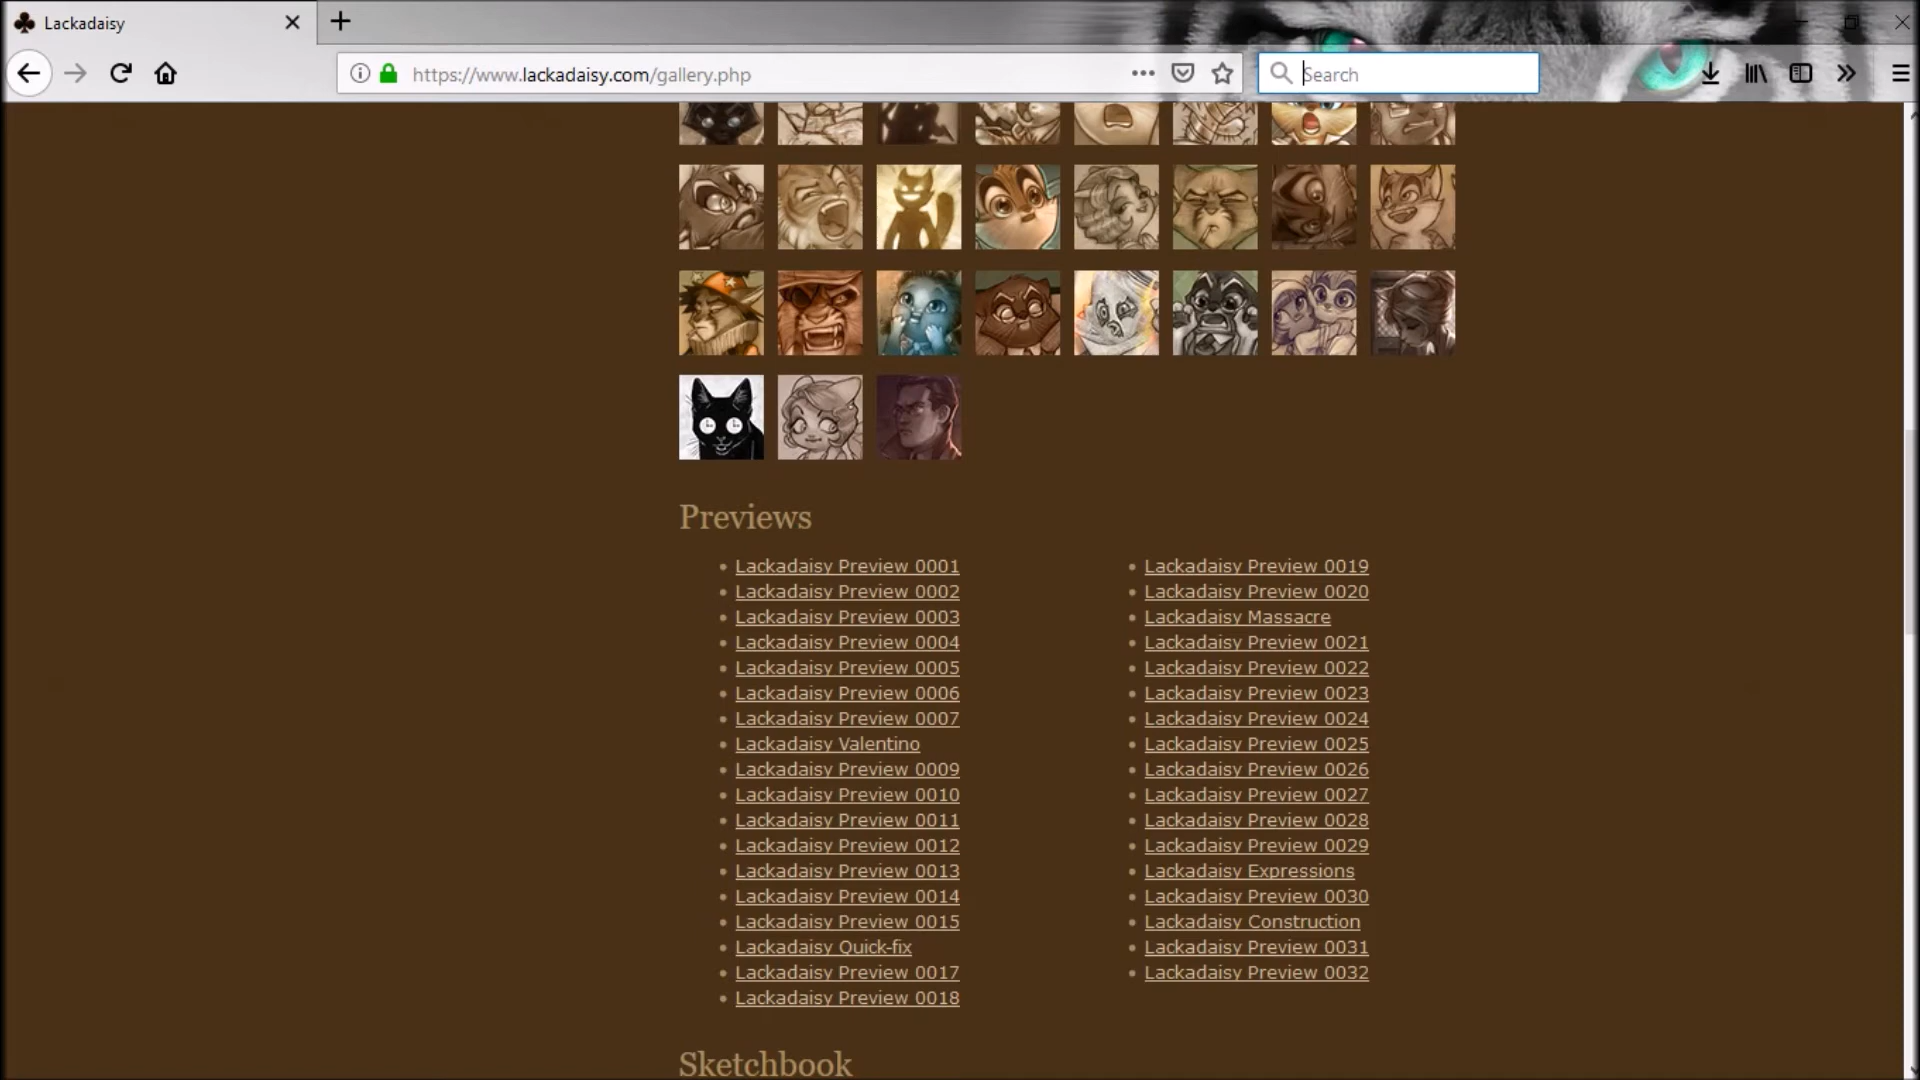 Lackadaisy
https://www.lackadaisy.com/gallery.php
Search
Previews
Lackadaisy Preview 0001
Lackadaisy Preview 0002
Lackadaisy Preview 0003
Lackadaisy Preview 0004
Lackadaisy Preview 0005
Lackadaisy Preview 0006
Lackadaisy Preview 0007
Lackadaisy Valentino
Lackadaisy Preview 0009
Lackadaisy Preview 0010
Lackadaisy Preview 0011
Lackadaisy Preview 0012
Lackadaisy Preview 0013
Lackadaisy Preview 0014
Lackadaisy Preview 0015
Lackadaisy Quick-fix
Lackadaisy Preview 0017
Lackadaisy Preview 0018
Lackadaisy Preview 0019
Lackadaisy Preview 0020
Lackadaisy Massacre
Lackadaisy Preview 0021
Lackadaisy Preview 0022
Lackadaisy Preview 0023
Lackadaisy Preview 0024
Lackadaisy Preview 0025
Lackadaisy Preview 0026
Lackadaisy Preview 0027
Lackadaisy Preview 0028
Lackadaisy Preview 0029
Lackadaisy Expressions
Lackadaisy Preview 0030
Lackadaisy Construction
Lackadaisy Preview 0031
Lackadaisy Preview 0032
Sketchbook